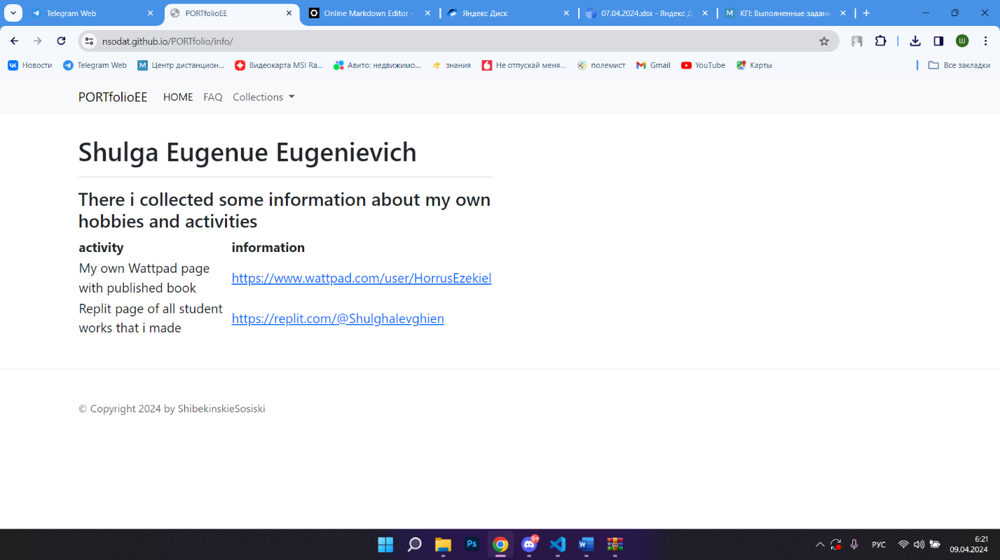 Telegram Web
PORTfolioEE
Online Markdown Editor -
Яндекс Диск
07.04.2024.xlsx - Яндекс Д
КП: Выполненные задани
nsodat.github.io/PORTfolio/info/
Ш
Новости
Telegram Web
M
Центр дистанцион...
Видеокарта MSI Ra...
Авито: недвижимо...
знания
Не отпускай меня...
полемист
Gmail
YouTube
Карты
Все закладки
PORTfolioEE
HOME
FAQ
Collections
Shulga Eugenue Eugenievich
There i collected some information about my own
hobbies and activities
activity
information
My own Wattpad page
with published book
https://www.wattpad.com/user/HorrusEzekiel
Replit page of all student
works that i made
https://replit.com/@Shulghalevghien
© Copyright 2024 by ShibekinskieSosiski
Ps
9+
РУС
6:21
09.04.2024